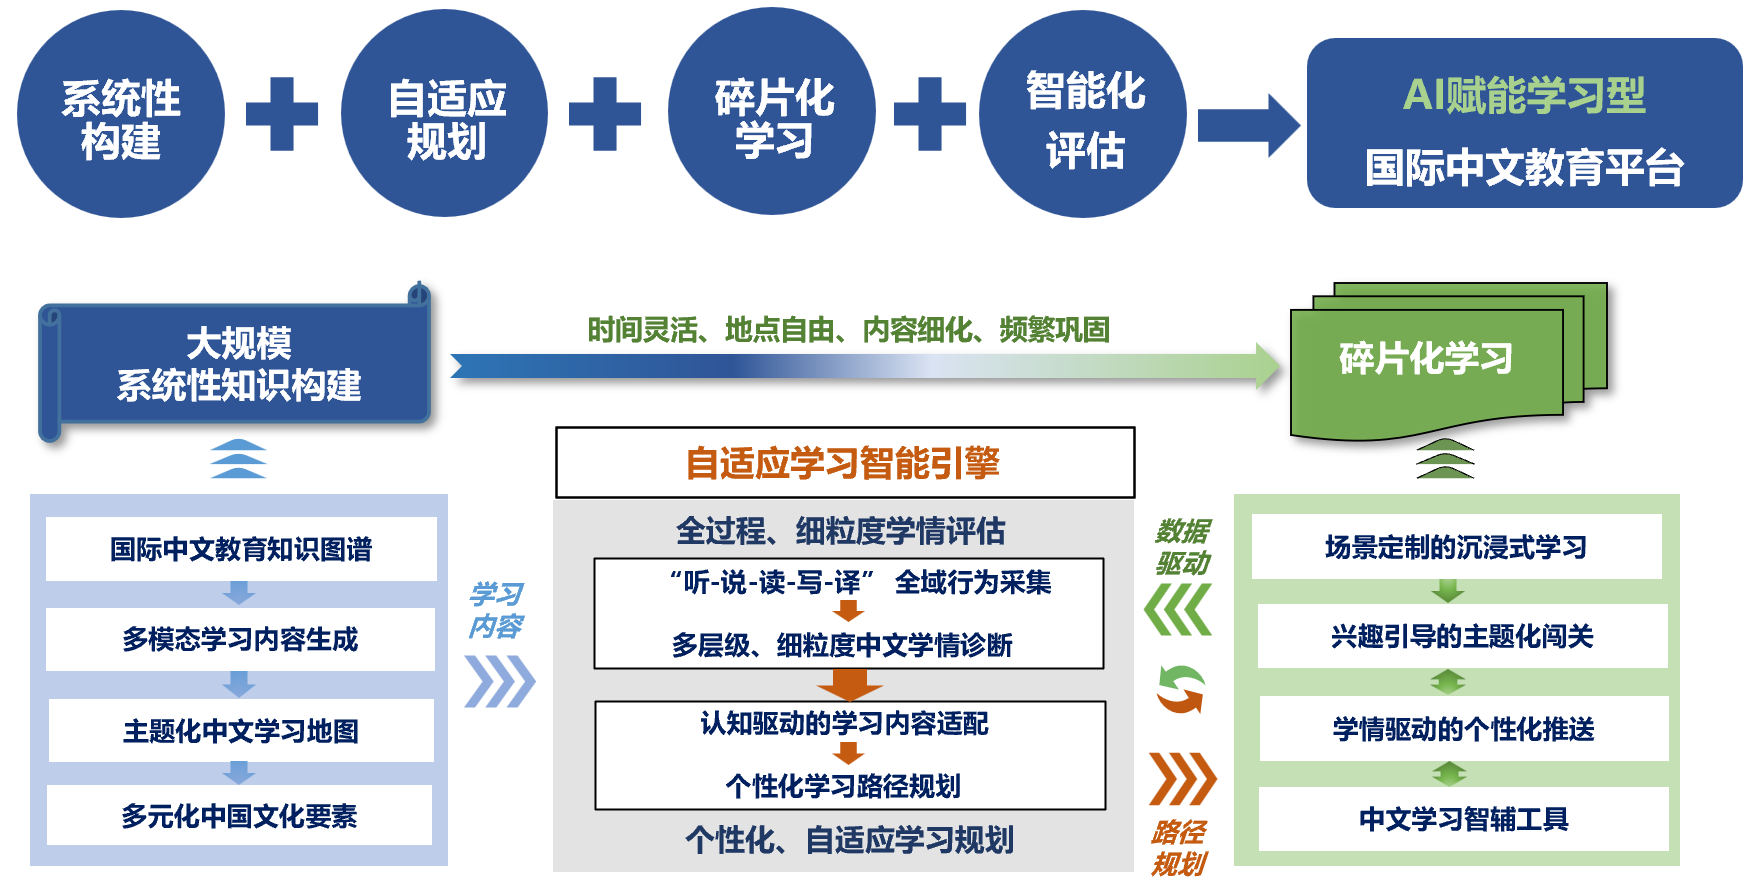 系统性
构建
自适应
规划
碎片化
学习
智能化
评估
AI赋能学习型
国际中文教育平台
大规模
系统性知识构建
时间灵活、地点自由、内容细化、频繁巩固
碎片化学习
国际中文教育知识图谱
多模态学习内容生成
主题化中文学习地图
多元化中国文化要素
学习
内容
自适应学习智能引擎
全过程、细粒度学情评估
“听-说-读-写-译” 全域行为采集
多层级、细粒度中文学情诊断
认知驱动的学习内容适配
个性化学习路径规划
个性化、自适应学习规划
数据
驱动
路径
规划
场景定制的沉浸式学习
兴趣引导的主题化闯关
学情驱动的个性化推送
中文学习智辅工具